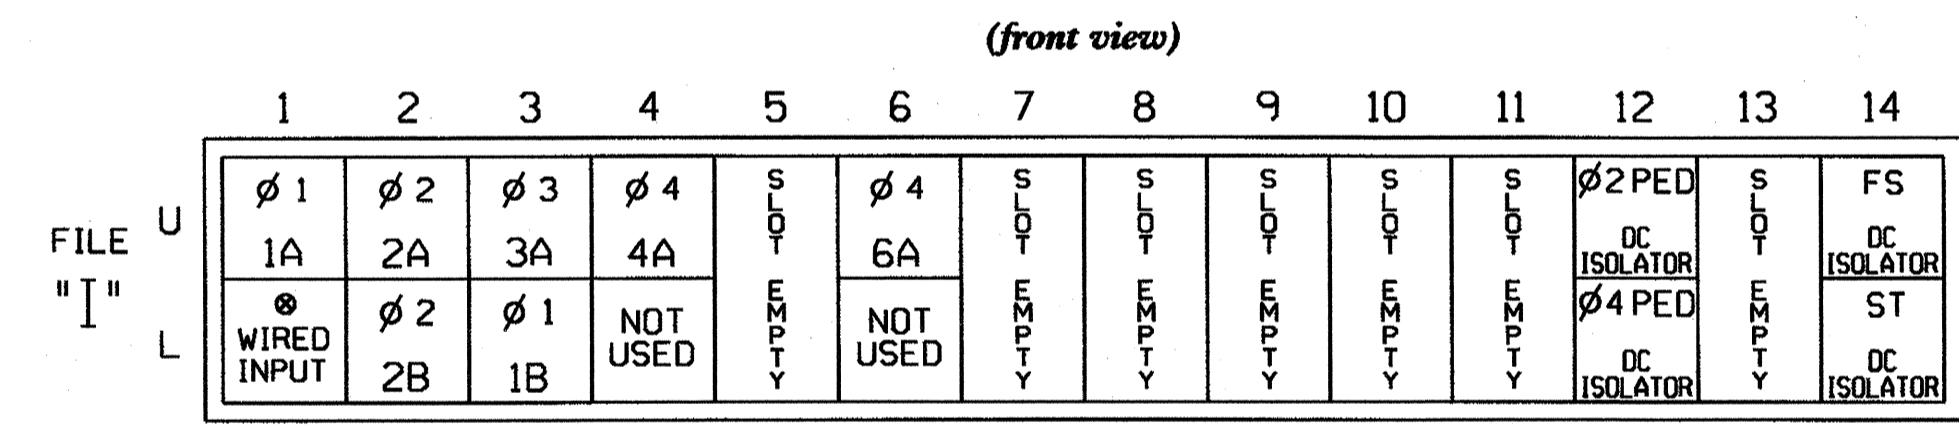 (front view)
1 2 3 4 5 6 7 8 9 10 11 12 13 14
FILE "I"
U
L
Ø 1 1A
⊗ WIRED INPUT
Ø 2 2A
Ø 2 2B
Ø 3 3A
Ø 1 1B
Ø 4 4A
NOT USED
SLOT EMPTY
Ø 4 6A
NOT USED
SLOT EMPTY
SLOT EMPTY
SLOT EMPTY
SLOT EMPTY
SLOT EMPTY
Ø2 PED DC ISOLATOR
Ø4 PED DC ISOLATOR
SLOT EMPTY
FS DC ISOLATOR
ST DC ISOLATOR